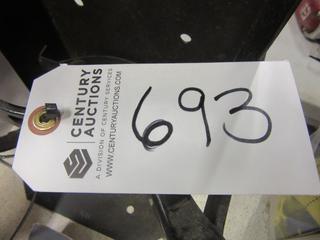 CENTURY
AUCTIONS
A DIVISION OF CENTURY SERVICES
WWW.CENTURYAUCTIONS.COM
693